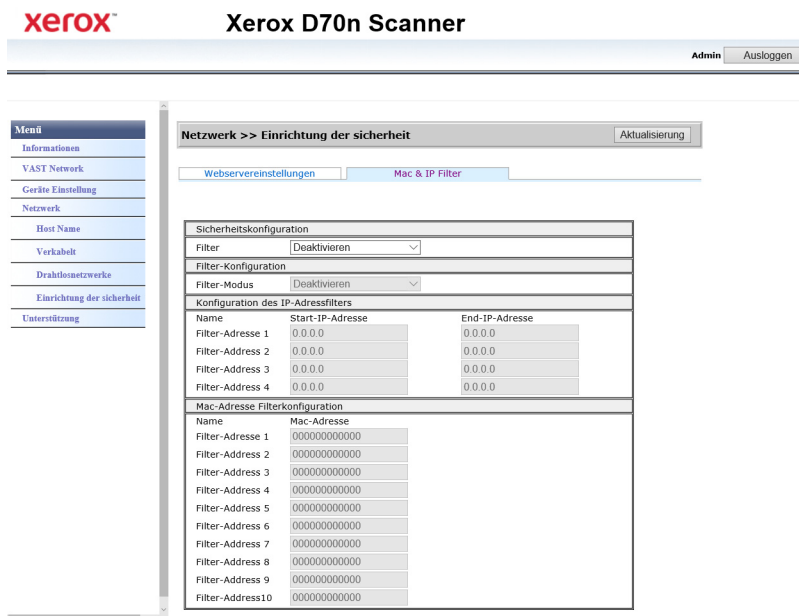 xerox™
Xerox D70n Scanner
Admin Ausloggen
Menü
Informationen
VAST Network
Geräte Einstellung
Netzwerk
Host Name
Verkabelt
Drahtlosnetzwerke
Einrichtung der sicherheit
Unterstützung
Netzwerk >> Einrichtung der sicherheit Aktualisierung
Webservereinstellungen Mac & IP Filter
Sicherheitskonfiguration
Filter Deaktivieren
Filter-Konfiguration
Filter-Modus Deaktivieren
Konfiguration des IP-Adressfilters
Name Start-IP-Adresse End-IP-Adresse
Filter-Adresse 1 0.0.0.0 0.0.0.0
Filter-Address 2 0.0.0.0 0.0.0.0
Filter-Address 3 0.0.0.0 0.0.0.0
Filter-Address 4 0.0.0.0 0.0.0.0
Mac-Adresse Filterkonfiguration
Name Mac-Adresse
Filter-Adresse 1 000000000000
Filter-Address 2 000000000000
Filter-Address 3 000000000000
Filter-Address 4 000000000000
Filter-Address 5 000000000000
Filter-Address 6 000000000000
Filter-Address 7 000000000000
Filter-Address 8 000000000000
Filter-Address 9 000000000000
Filter-Address10 000000000000